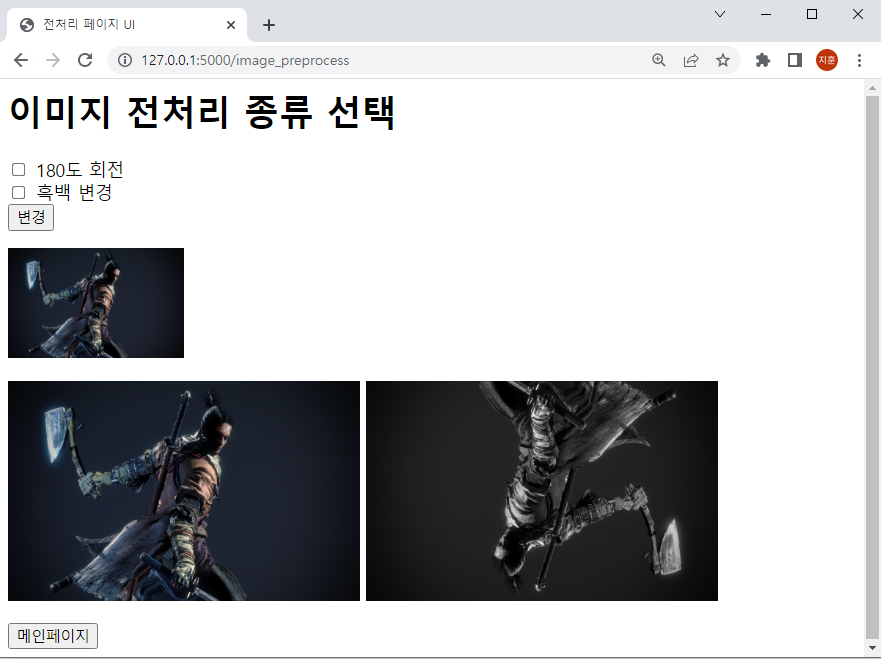 전처리 페이지 UI
127.0.0.1:5000/image_preprocess
지훈
이미지 전처리 종류 선택
180도 회전
흑백 변경
변경
메인페이지